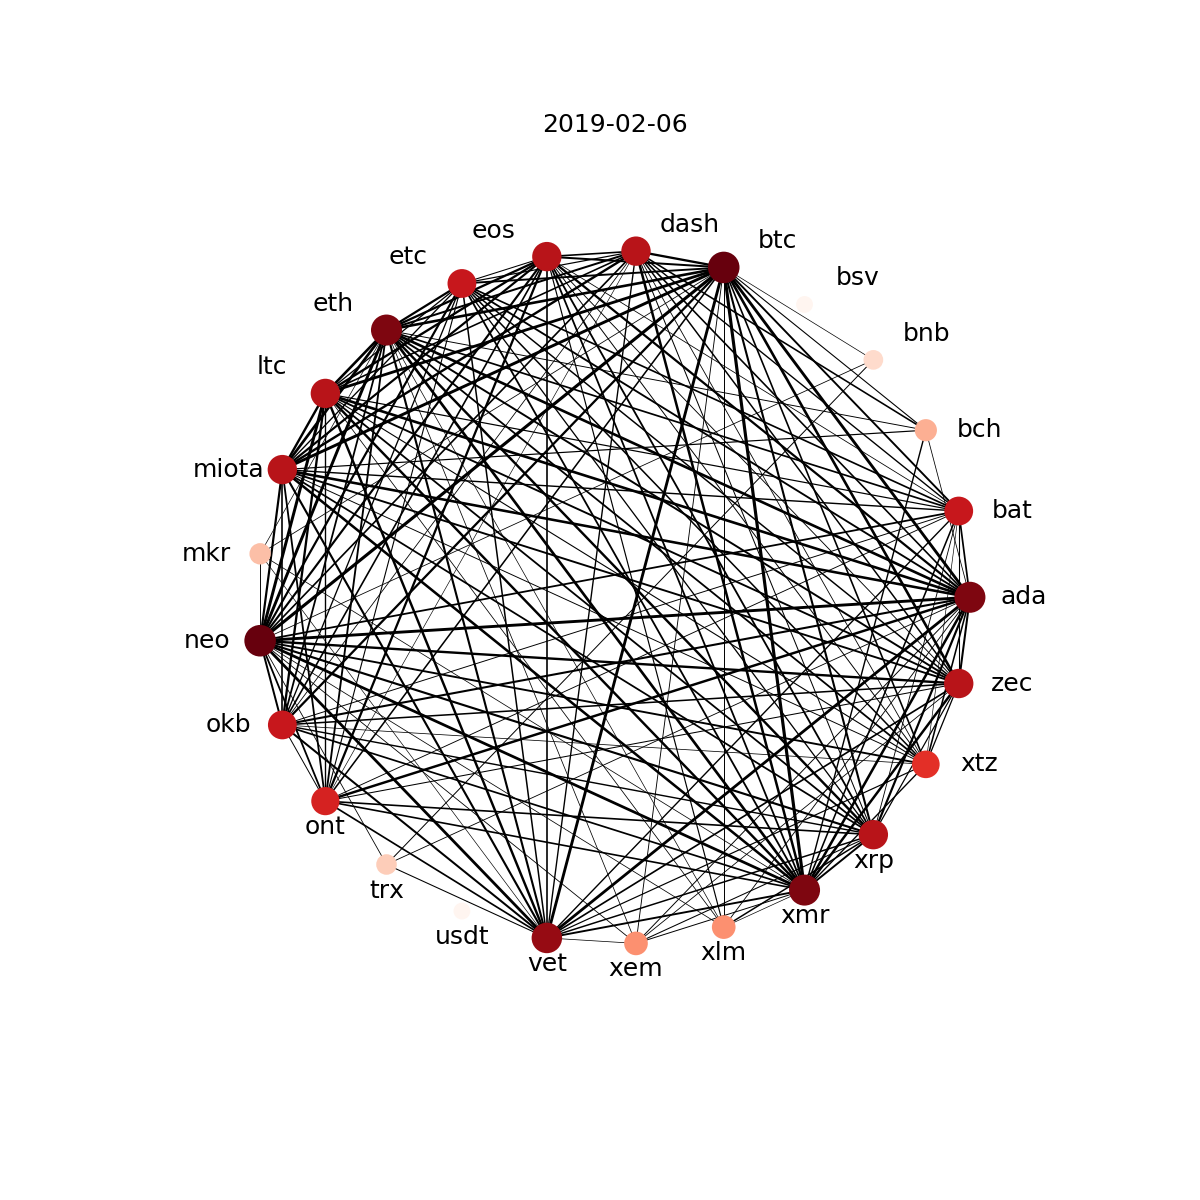 2019-02-06
dash
eos
btc
etc
bsv
eth
bnb
ltc
bch
miota
bat
mkr
ada
neo
zec
okb
xtz
ont
xrp
trx
xmr
usdt
xlm
vet
xem